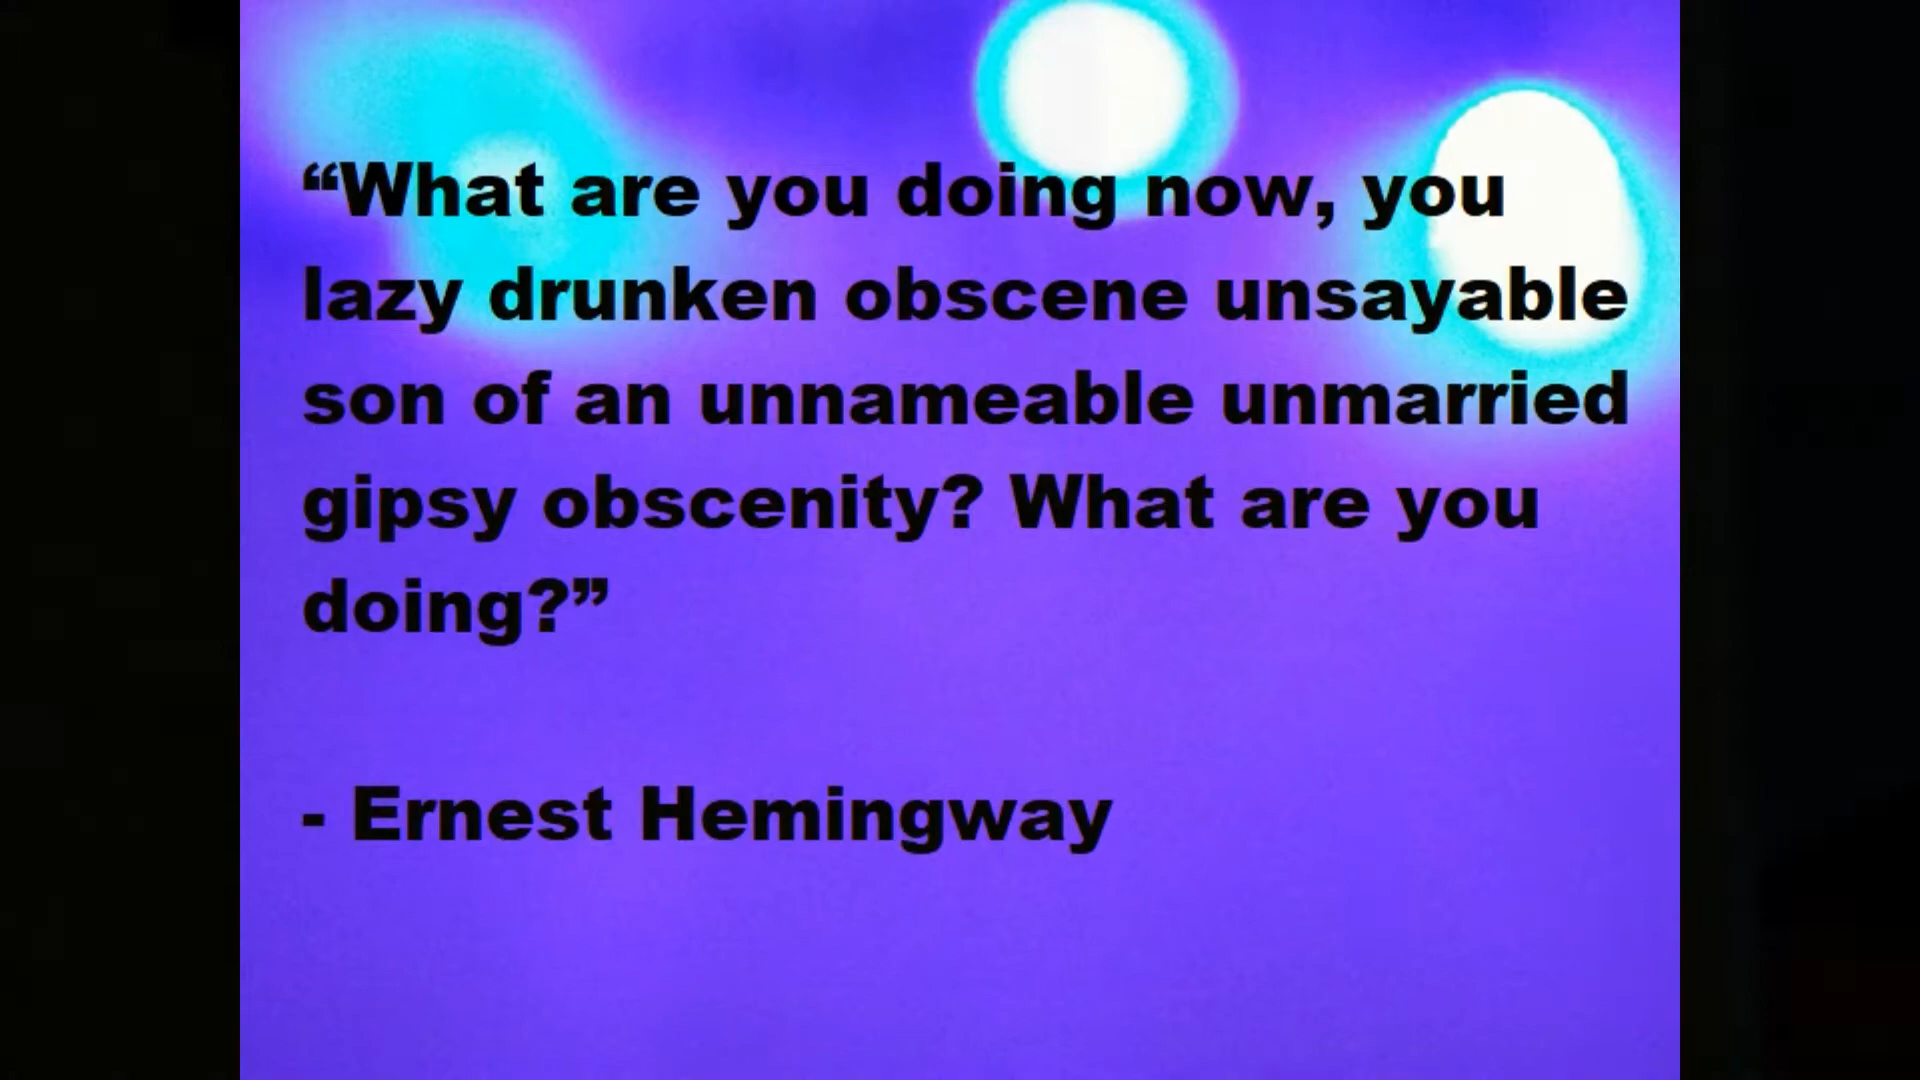 “What are you doing now, you
lazy drunken obscene unsayable
son of an unnameable unmarried
gipsy obscenity? What are you
doing?”
- Ernest Hemingway